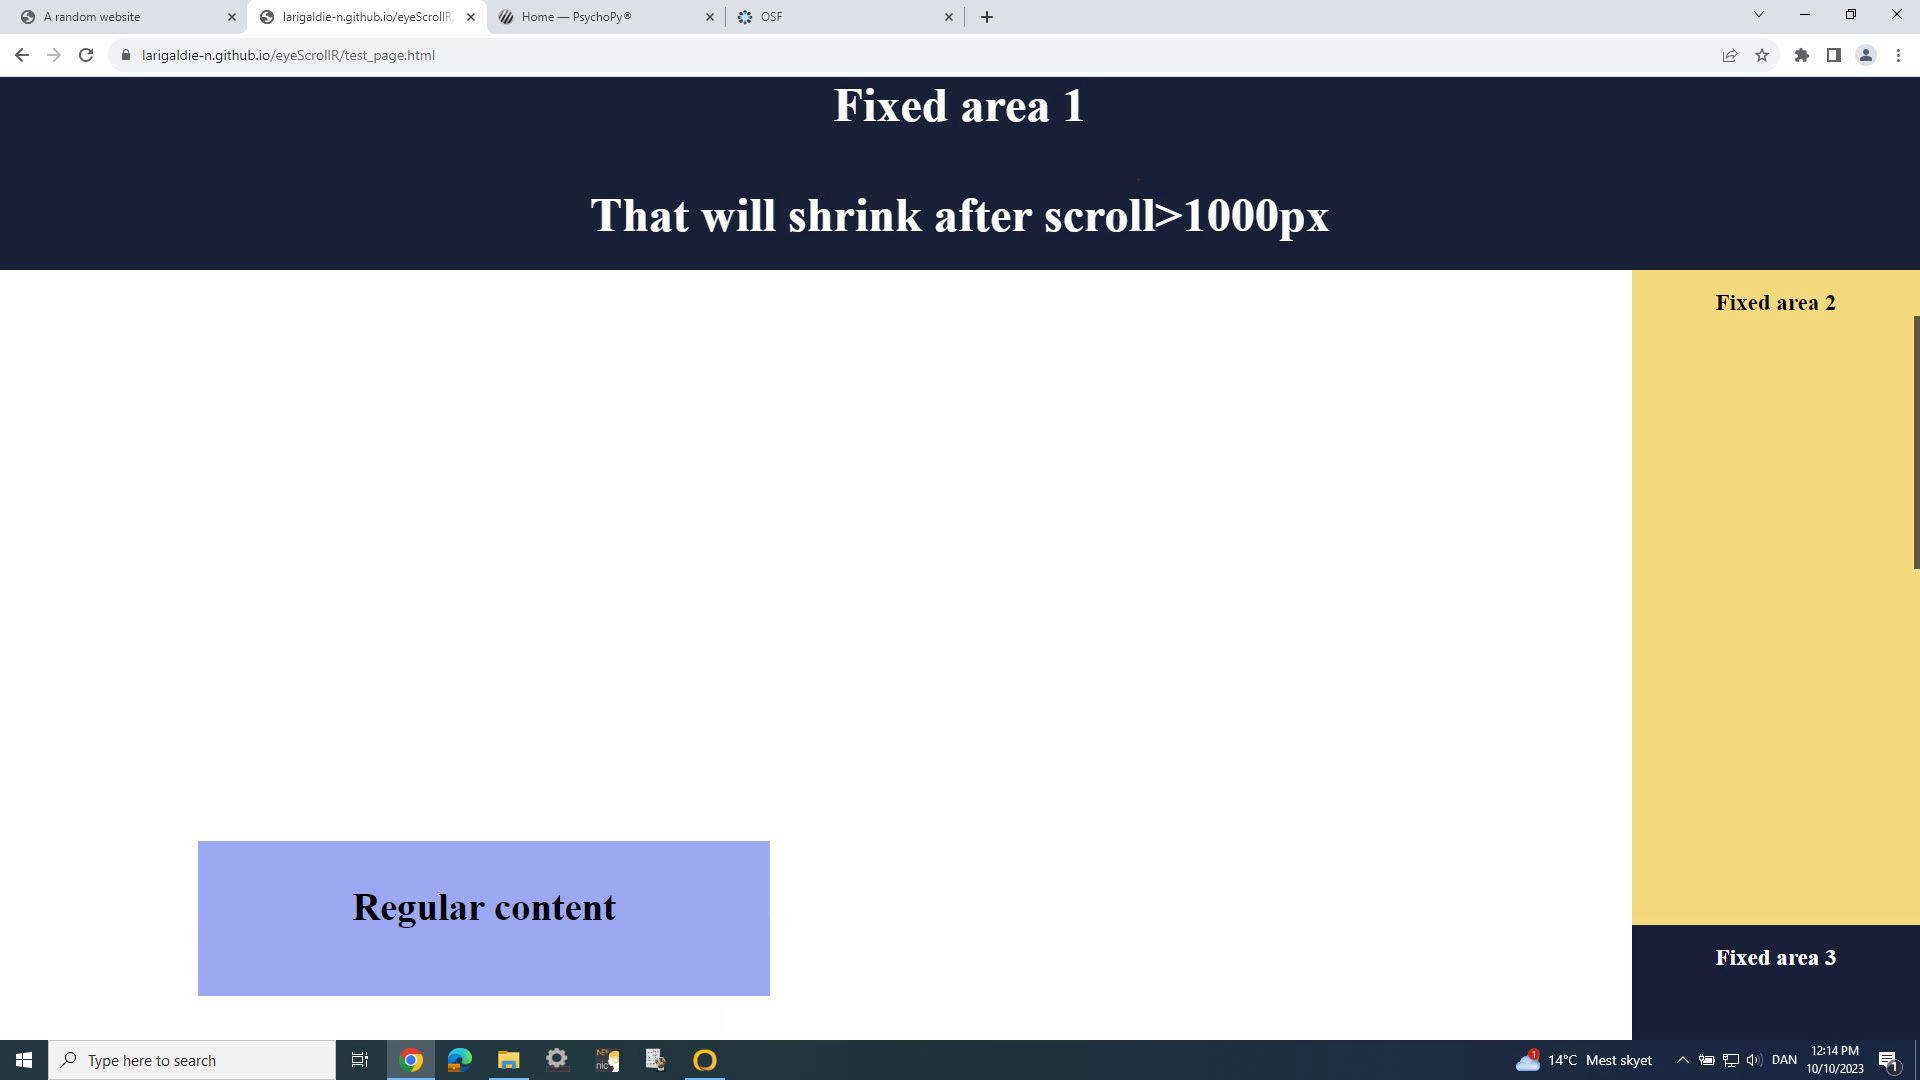 A random website
larigaldie-n.github.io/eyeScrollR
Home — PsychoPy®
OSF
larigaldie-n.github.io/eyeScrollR/test_page.html
Fixed area 1
That will shrink after scroll>1000px
Fixed area 2
Regular content
Fixed area 3
Type here to search
1
14°C Mest skyet
DAN
12:14 PM
10/10/2023
1